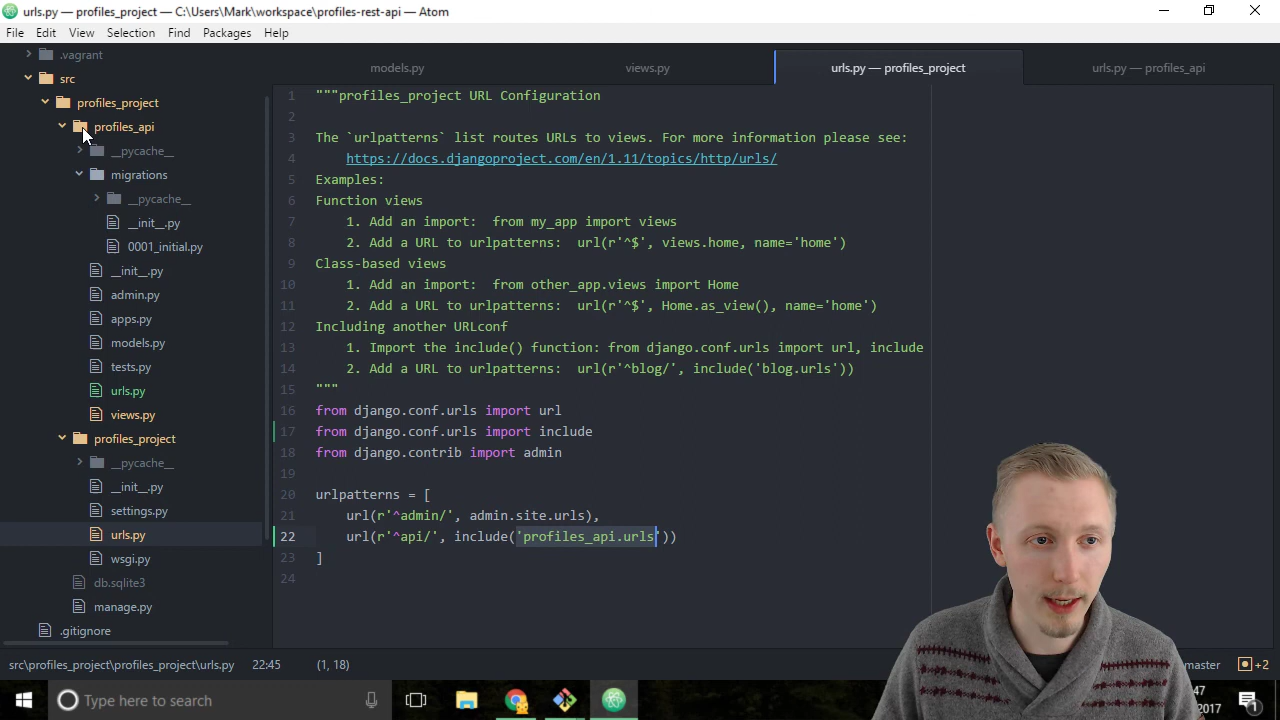 urls.py — profiles_project — C:\Users\Mark\workspace\profiles-rest-api — Atom
File Edit View Selection Find Packages Help
.vagrant
src
profiles_project
profiles_api
__pycache__
migrations
__pycache__
__init__.py
0001_initial.py
__init__.py
admin.py
apps.py
models.py
tests.py
urls.py
views.py
profiles_project
__pycache__
__init__.py
settings.py
urls.py
wsgi.py
db.sqlite3
manage.py
.gitignore
models.py views.py urls.py — profiles_project urls.py — profiles_api
1 """profiles_project URL Configuration
2
3 The `urlpatterns` list routes URLs to views. For more information please see:
4 https://docs.djangoproject.com/en/1.11/topics/http/urls/
5 Examples:
6 Function views
7 1. Add an import:  from my_app import views
8 2. Add a URL to urlpatterns:  url(r'^$', views.home, name='home')
9 Class-based views
10 1. Add an import:  from other_app.views import Home
11 2. Add a URL to urlpatterns:  url(r'^$', Home.as_view(), name='home')
12 Including another URLconf
13 1. Import the include() function: from django.conf.urls import url, include
14 2. Add a URL to urlpatterns:  url(r'^blog/', include('blog.urls'))
15 """
16 from django.conf.urls import url
17 from django.conf.urls import include
18 from django.contrib import admin
19
20 urlpatterns = [
21 url(r'^admin/', admin.site.urls),
22 url(r'^api/', include('profiles_api.urls'))
23 ]
24
src\profiles_project\profiles_project\urls.py 22:45 (1, 18) master +2
Type here to search
47
2017
1